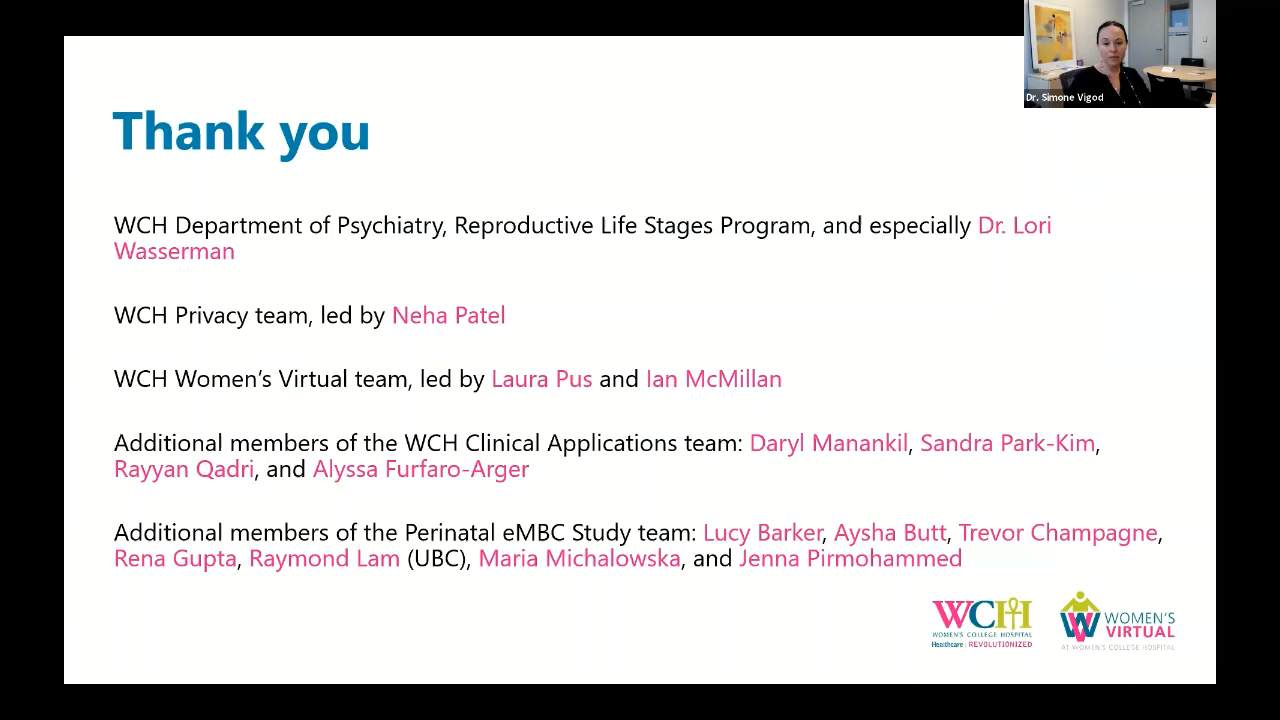 Dr. Simone Vigod
Thank you
WCH Department of Psychiatry, Reproductive Life Stages Program, and especially Dr. Lori
Wasserman
WCH Privacy team, led by Neha Patel
WCH Women’s Virtual team, led by Laura Pus and Ian McMillan
Additional members of the WCH Clinical Applications team: Daryl Manankil, Sandra Park-Kim,
Rayyan Qadri, and Alyssa Furfaro-Arger
Additional members of the Perinatal eMBC Study team: Lucy Barker, Aysha Butt, Trevor Champagne,
Rena Gupta, Raymond Lam (UBC), Maria Michalowska, and Jenna Pirmohammed
WCH
WOMEN'S COLLEGE HOSPITAL
Healthcare | REVOLUTIONIZED
W
WOMEN'S
VIRTUAL
AT WOMEN'S COLLEGE HOSPITAL